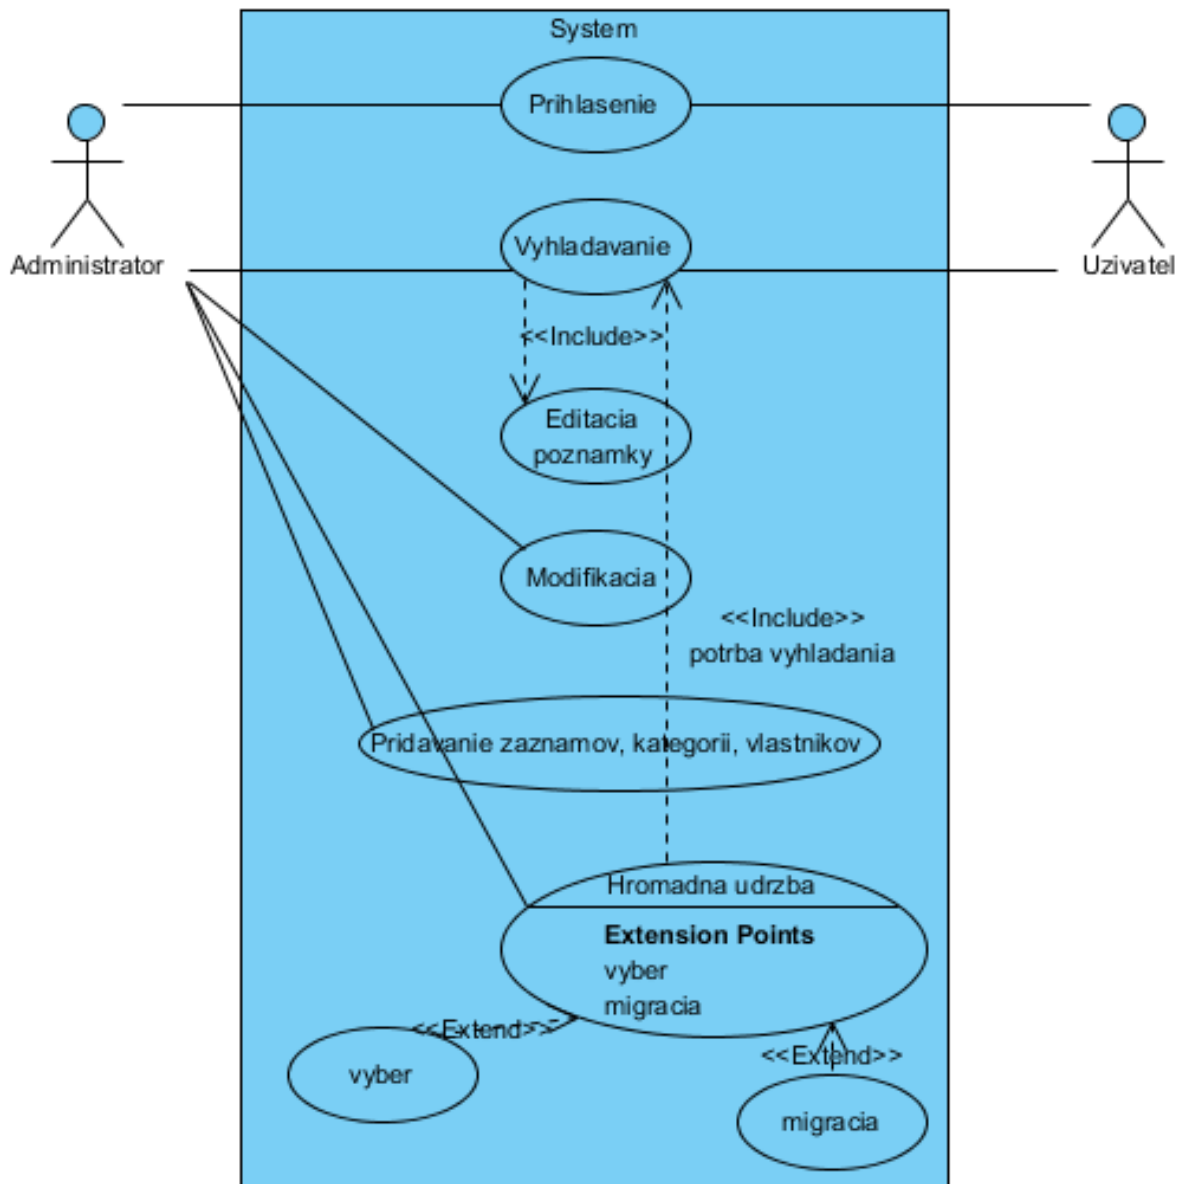 System
Prihlasenie
Administrator
Vyhladavanie
Uzivatel
<<Include>>
Editacia
poznamky
Modifikacia
<<Include>>
potrba vyhladania
Pridavanie zaznamov, kategorii, vlastnikov
Hromadna udrzba
Extension Points
vyber
migracia
<<Extend>>
vyber
<<Extend>>
migracia